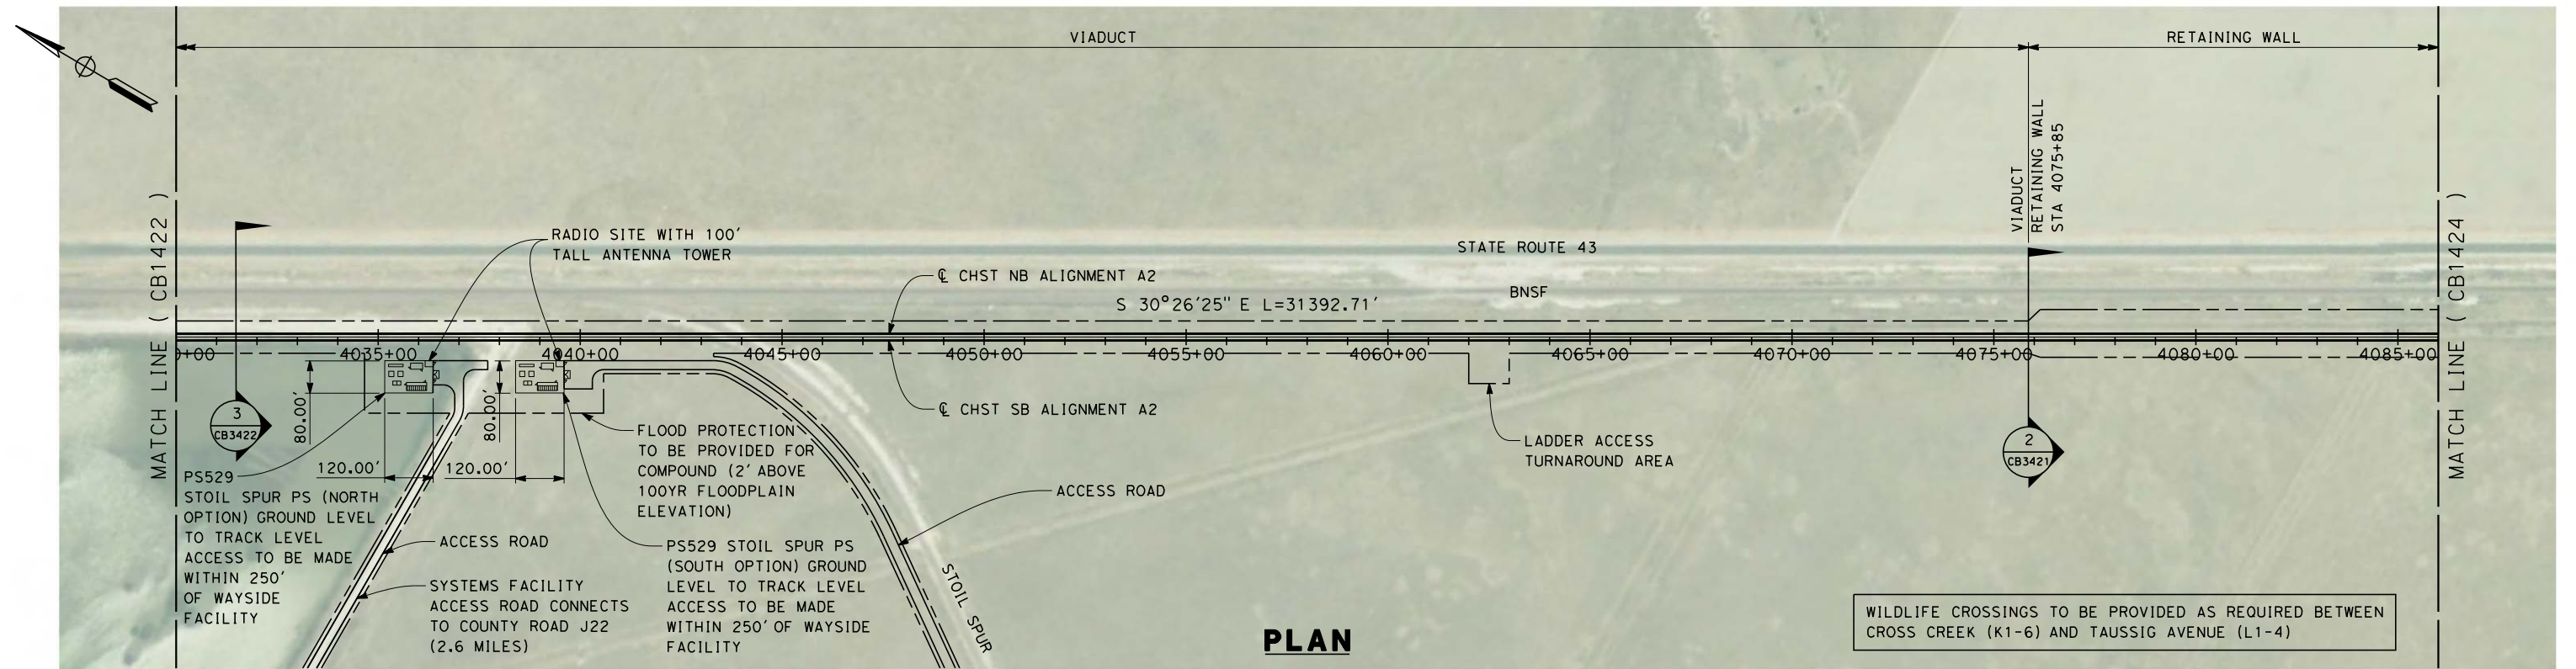 VIADUCT
RETAINING WALL
VIADUCT
RETAINING WALL
STA 4075+85
MATCH LINE ( CB1422 )
MATCH LINE ( CB1424 )
RADIO SITE WITH 100'
TALL ANTENNA TOWER
STATE ROUTE 43
℄ CHST NB ALIGNMENT A2
S 30°26'25" E L=31392.71'
BNSF
0+00
4035+00
4040+00
4045+00
4050+00
4055+00
4060+00
4065+00
4070+00
4075+00
4080+00
4085+00
80.00'
80.00'
120.00'
120.00'
3
CB3422
2
CB3421
℄ CHST SB ALIGNMENT A2
FLOOD PROTECTION
TO BE PROVIDED FOR
COMPOUND (2' ABOVE
100YR FLOODPLAIN
ELEVATION)
LADDER ACCESS
TURNAROUND AREA
PS529
STOIL SPUR PS (NORTH
OPTION) GROUND LEVEL
TO TRACK LEVEL
ACCESS TO BE MADE
WITHIN 250'
OF WAYSIDE
FACILITY
ACCESS ROAD
SYSTEMS FACILITY
ACCESS ROAD CONNECTS
TO COUNTY ROAD J22
(2.6 MILES)
PS529 STOIL SPUR PS
(SOUTH OPTION) GROUND
LEVEL TO TRACK LEVEL
ACCESS TO BE MADE
WITHIN 250' OF WAYSIDE
FACILITY
ACCESS ROAD
STOIL SPUR
PLAN
WILDLIFE CROSSINGS TO BE PROVIDED AS REQUIRED BETWEEN
CROSS CREEK (K1-6) AND TAUSSIG AVENUE (L1-4)